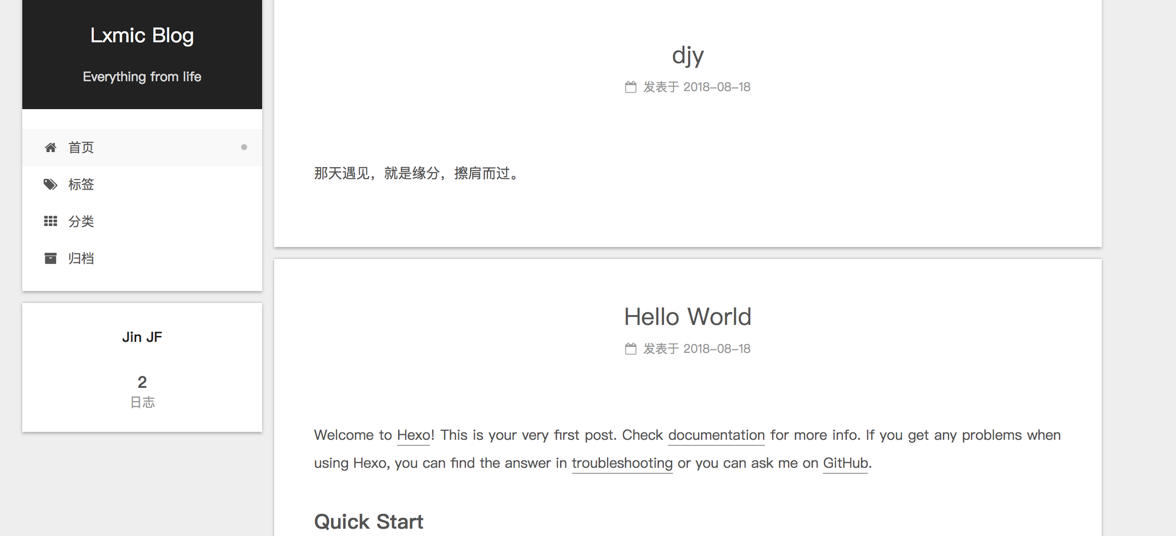 Lxmic Blog
Everything from life
首页
标签
分类
归档
Jin JF
2
日志
djy
发表于 2018-08-18
那天遇见，就是缘分，擦肩而过。
Hello World
发表于 2018-08-18
Welcome to Hexo! This is your very first post. Check documentation for more info. If you get any problems when
using Hexo, you can find the answer in troubleshooting or you can ask me on GitHub.
Quick Start